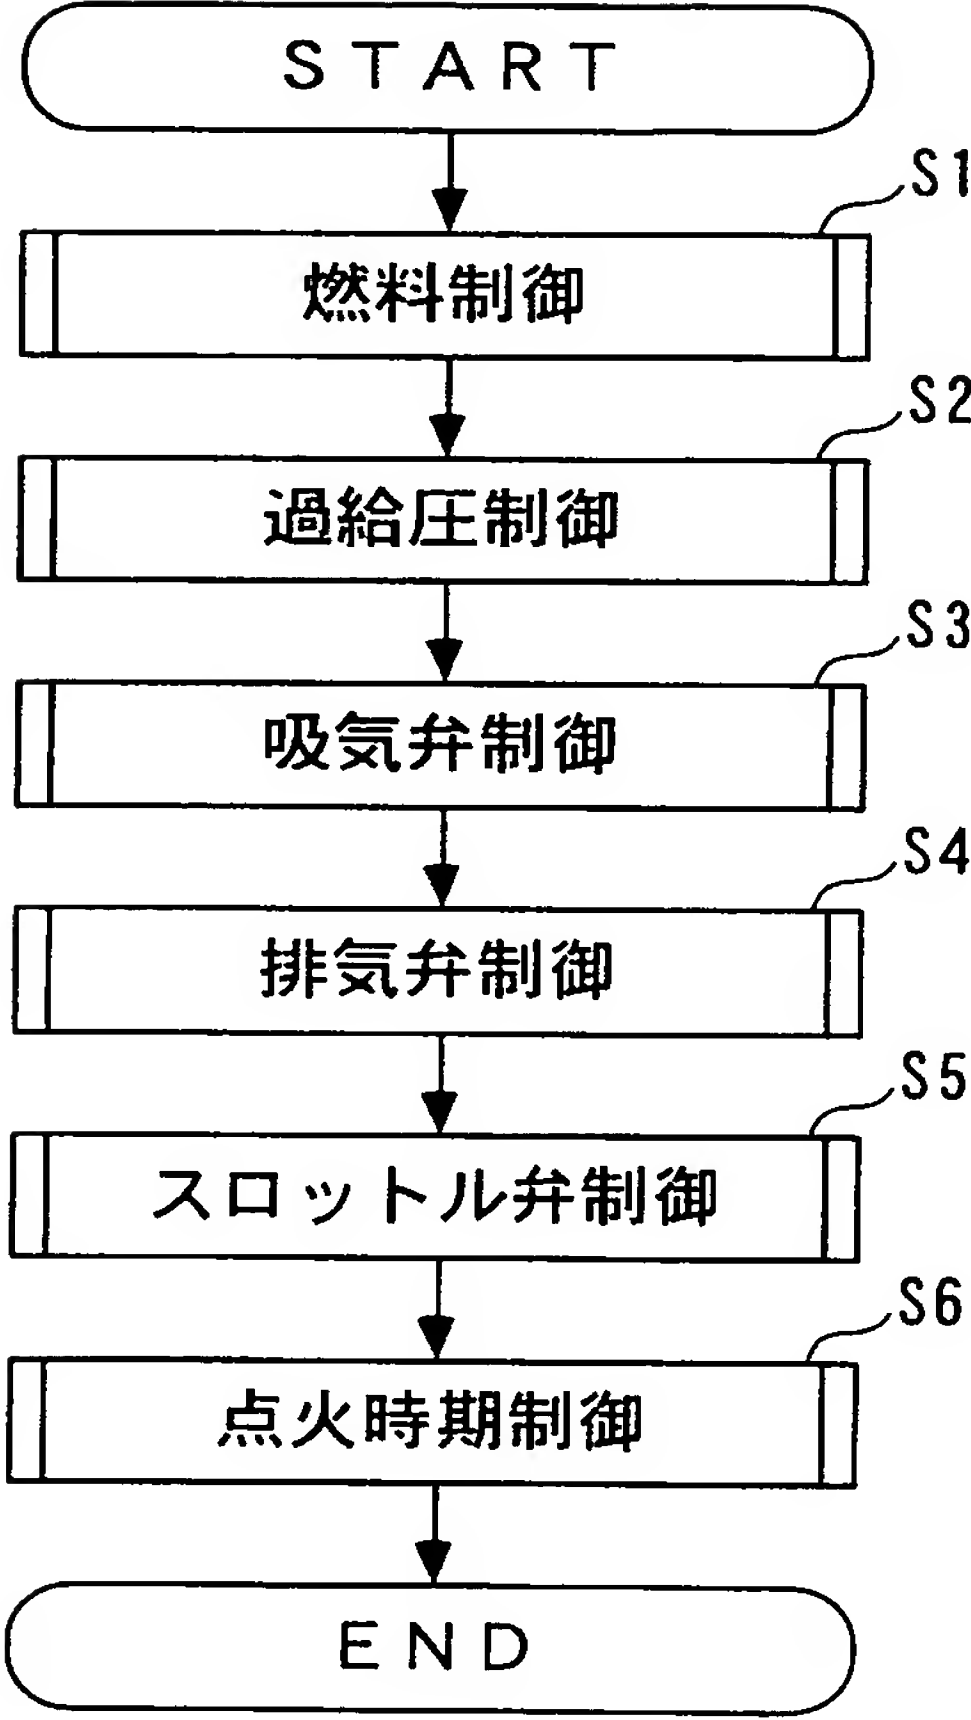 START
S1
燃料制御
S2
過給圧制御
S3
吸気弁制御
S4
排気弁制御
S5
スロットル弁制御
S6
点火時期制御
END